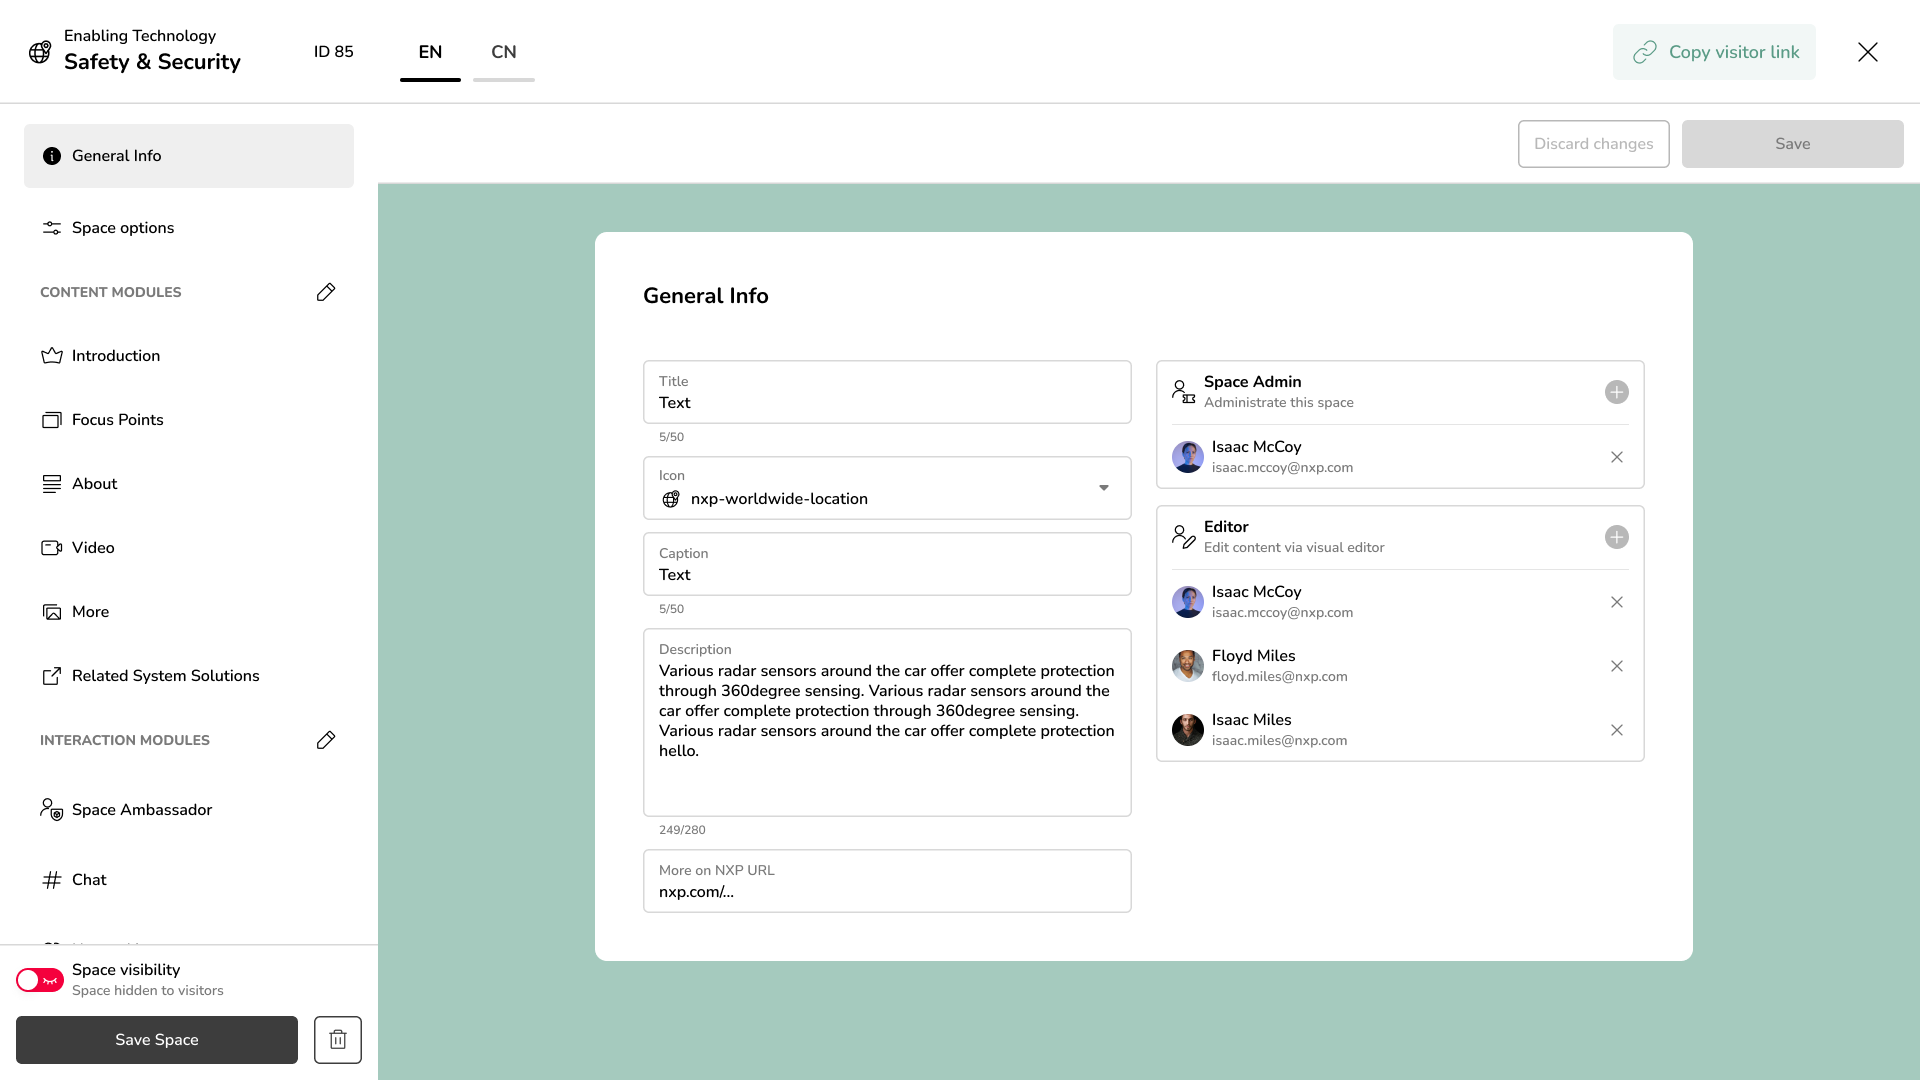 Enabling Technology
Safety & Security
ID 85
EN
CN
Copy visitor link
General Info
Space options
CONTENT MODULES
Introduction
Focus Points
About
Video
More
Related System Solutions
INTERACTION MODULES
Space Ambassador
Chat
Space visibility
Space hidden to visitors
Save Space
Discard changes
Save
General Info
Title
Text
5/50
Icon
nxp-worldwide-location
Caption
Text
5/50
Description
Various radar sensors around the car offer complete protection
through 360degree sensing. Various radar sensors around the
car offer complete protection through 360degree sensing.
Various radar sensors around the car offer complete protection
hello.
249/280
More on NXP URL
nxp.com/...
Space Admin
Administrate this space
Isaac McCoy
isaac.mccoy@nxp.com
Editor
Edit content via visual editor
Isaac McCoy
isaac.mccoy@nxp.com
Floyd Miles
floyd.miles@nxp.com
Isaac Miles
isaac.miles@nxp.com